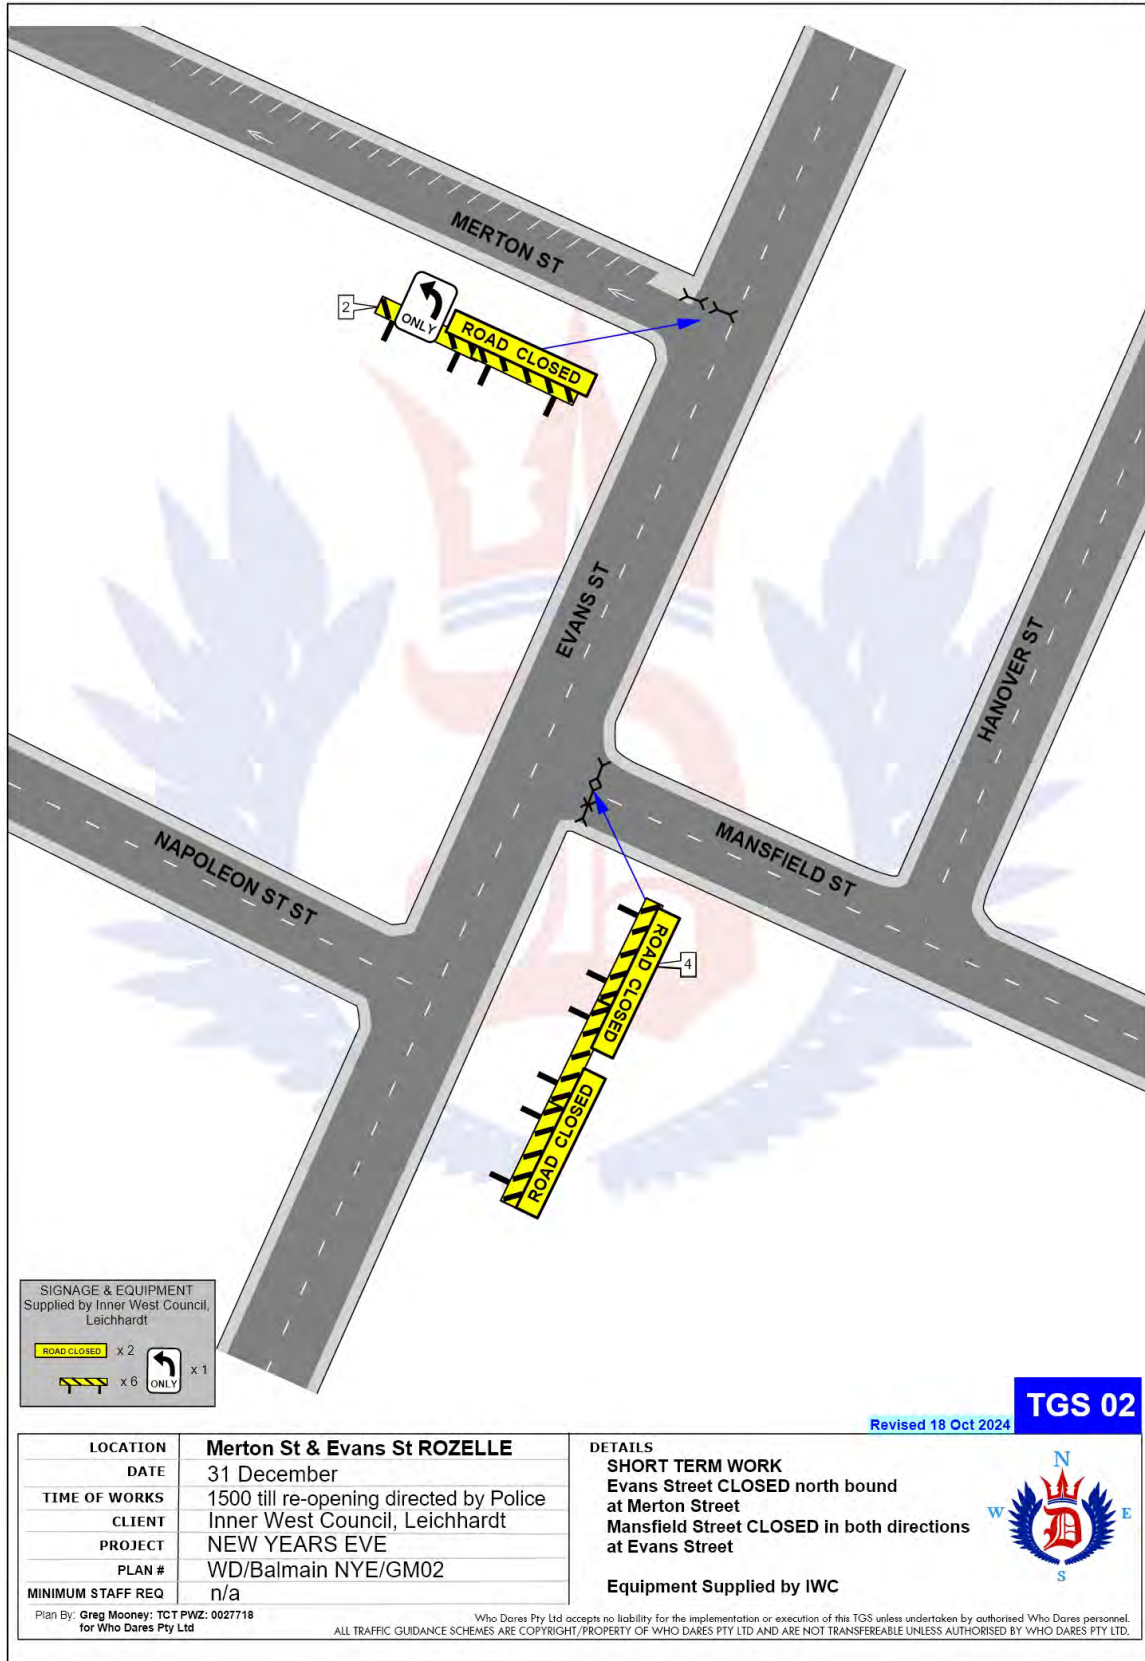 MERTON ST
2
ONLY
ROAD CLOSED
EVANS ST
HANOVER ST
NAPOLEON ST ST
MANSFIELD ST
ROAD CLOSED
4
ROAD CLOSED
SIGNAGE & EQUIPMENT
Supplied by Inner West Council,
Leichhardt
ROAD CLOSED x 2
x 6
ONLY
x 1
Revised 18 Oct 2024
TGS 02
LOCATION Merton St & Evans St ROZELLE
DATE 31 December
TIME OF WORKS 1500 till re-opening directed by Police
CLIENT Inner West Council, Leichhardt
PROJECT NEW YEARS EVE
PLAN # WD/Balmain NYE/GM02
MINIMUM STAFF REQ n/a
DETAILS
SHORT TERM WORK
Evans Street CLOSED north bound
at Merton Street
Mansfield Street CLOSED in both directions
at Evans Street
Equipment Supplied by IWC
N
W
E
D
S
Plan By: Greg Mooney: TCT PWZ: 0027718
for Who Dares Pty Ltd
Who Dares Pty Ltd accepts no liability for the implementation or execution of this TGS unless undertaken by authorised Who Dares personnel.
ALL TRAFFIC GUIDANCE SCHEMES ARE COPYRIGHT/PROPERTY OF WHO DARES PTY LTD AND ARE NOT TRANSFEREABLE UNLESS AUTHORISED BY WHO DARES PTY LTD.